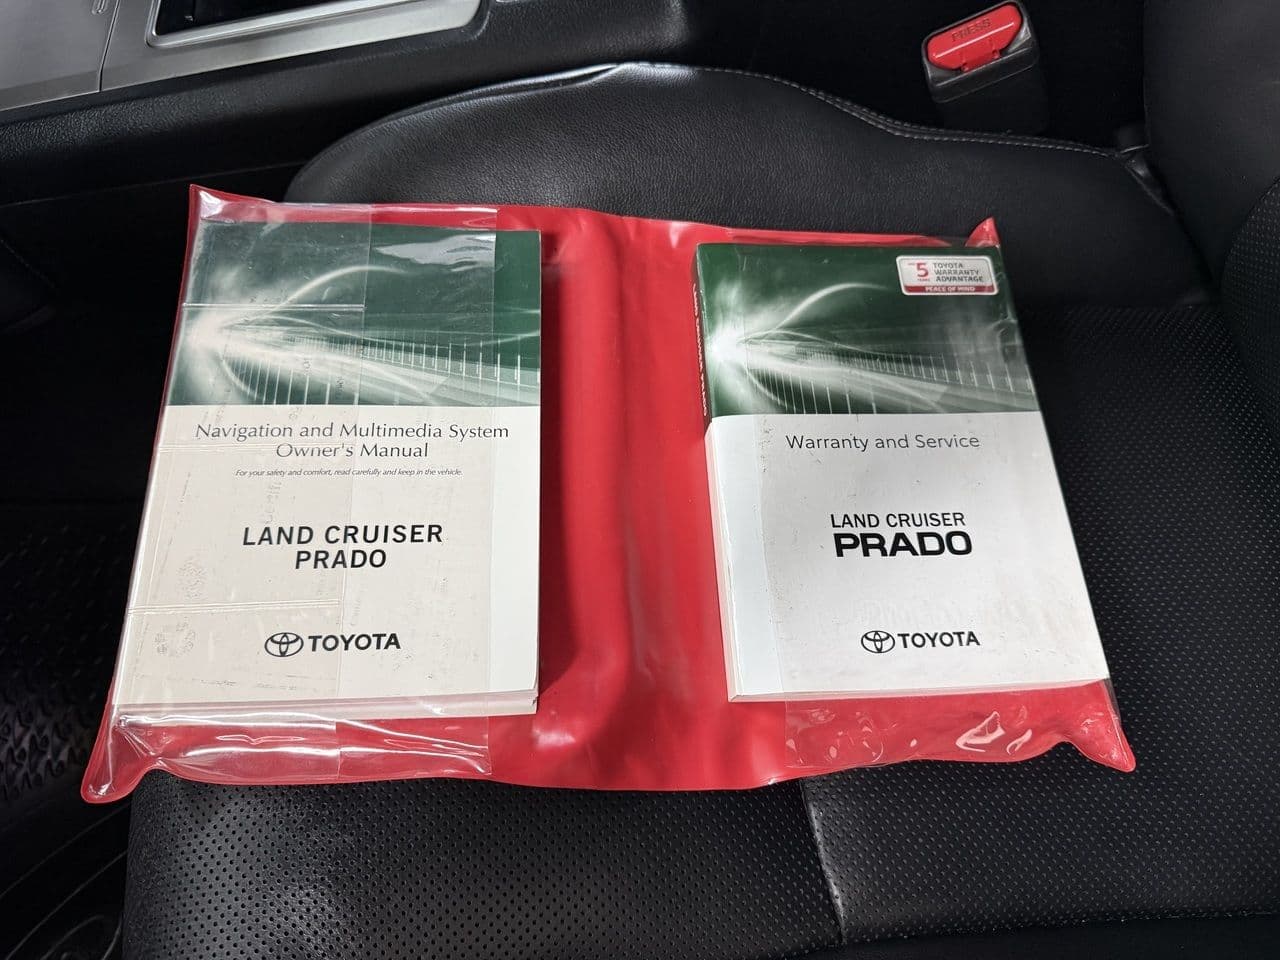 PRESS
Navigation and Multimedia System
Owner's Manual
For your safety and comfort, read carefully and keep in the vehicle.
LAND CRUISER
PRADO
TOYOTA
5
YEARS
TOYOTA
WARRANTY
ADVANTAGE
PEACE OF MIND
Warranty and Service
LAND CRUISER
PRADO
TOYOTA